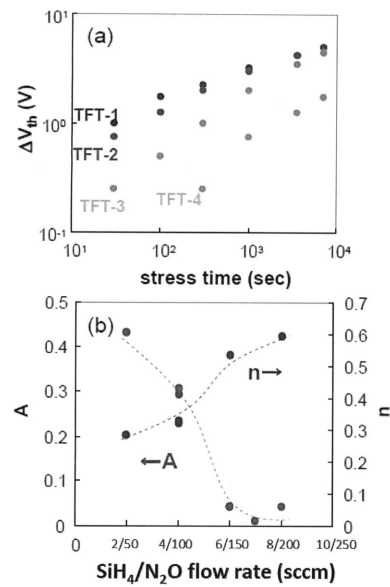 (a)
10¹
10⁰
10⁻¹
ΔVth (V)
TFT-1
TFT-2
TFT-3
TFT-4
10¹
10²
10³
10⁴
stress time (sec)
(b)
0.5
0.4
0.3
0.2
0.1
0
A
←A
n→
0.7
0.6
0.5
0.4
0.3
0.2
0.1
0
n
0
2/50
4/100
6/150
8/200
10/250
SiH₄/N₂O flow rate (sccm)